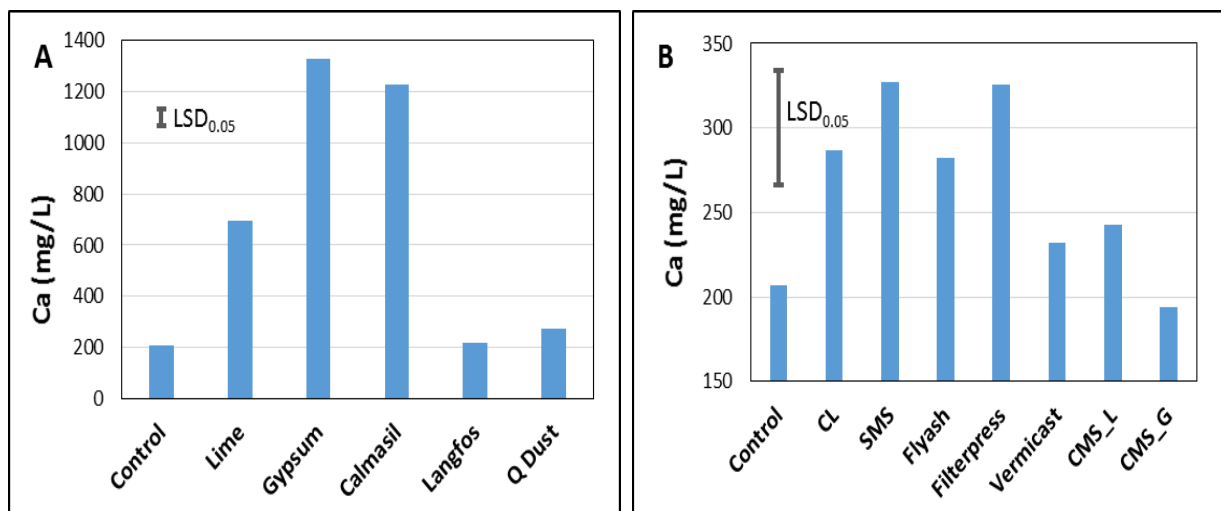 A
Ca (mg/L)
1400
1200
1000
800
600
400
200
0
LSD0.05
Control
Lime
Gypsum
Calmasil
Langfos
Q Dust
B
Ca (mg/L)
350
300
250
200
150
LSD0.05
Control
CL
SMS
Flyash
Filterpress
Vermicast
CMS_L
CMS_G